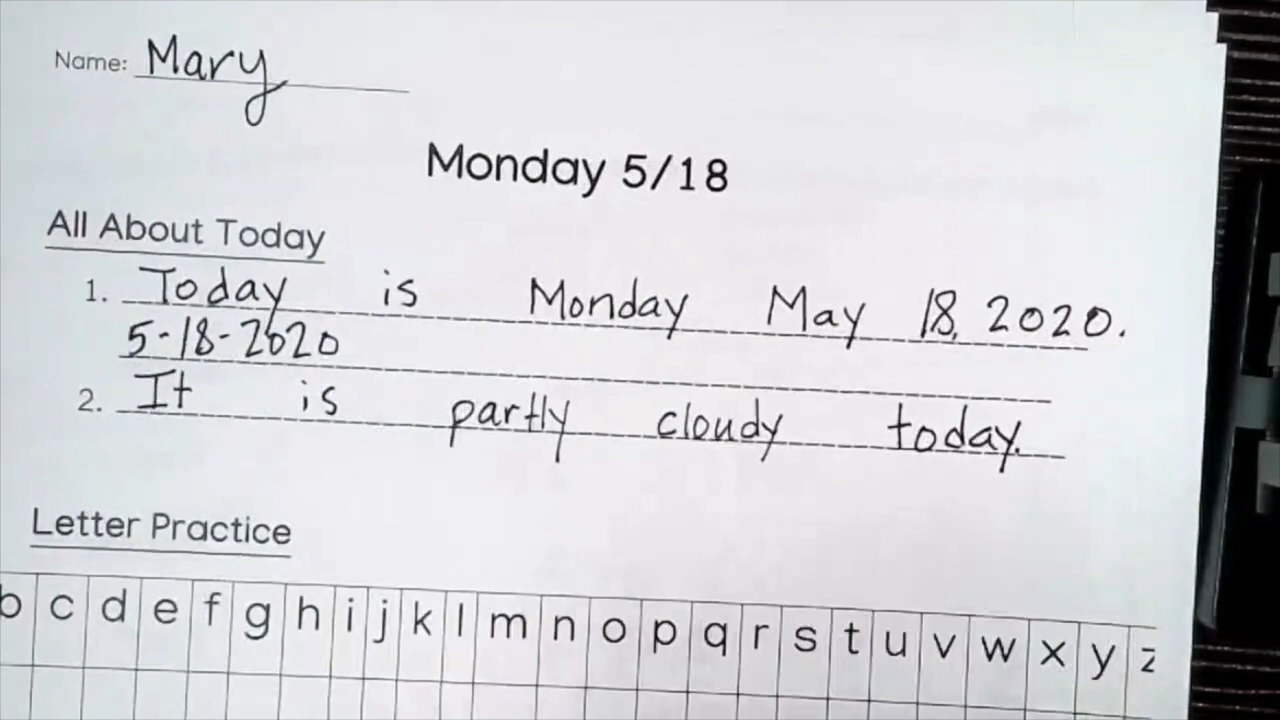 Name: Mary
Monday 5/18
All About Today
1. Today is Monday May 18, 2020.
5-18-2020
2. It is partly cloudy today.
Letter Practice
b c d e f g h i j k l m n o p q r s t u v w x y z